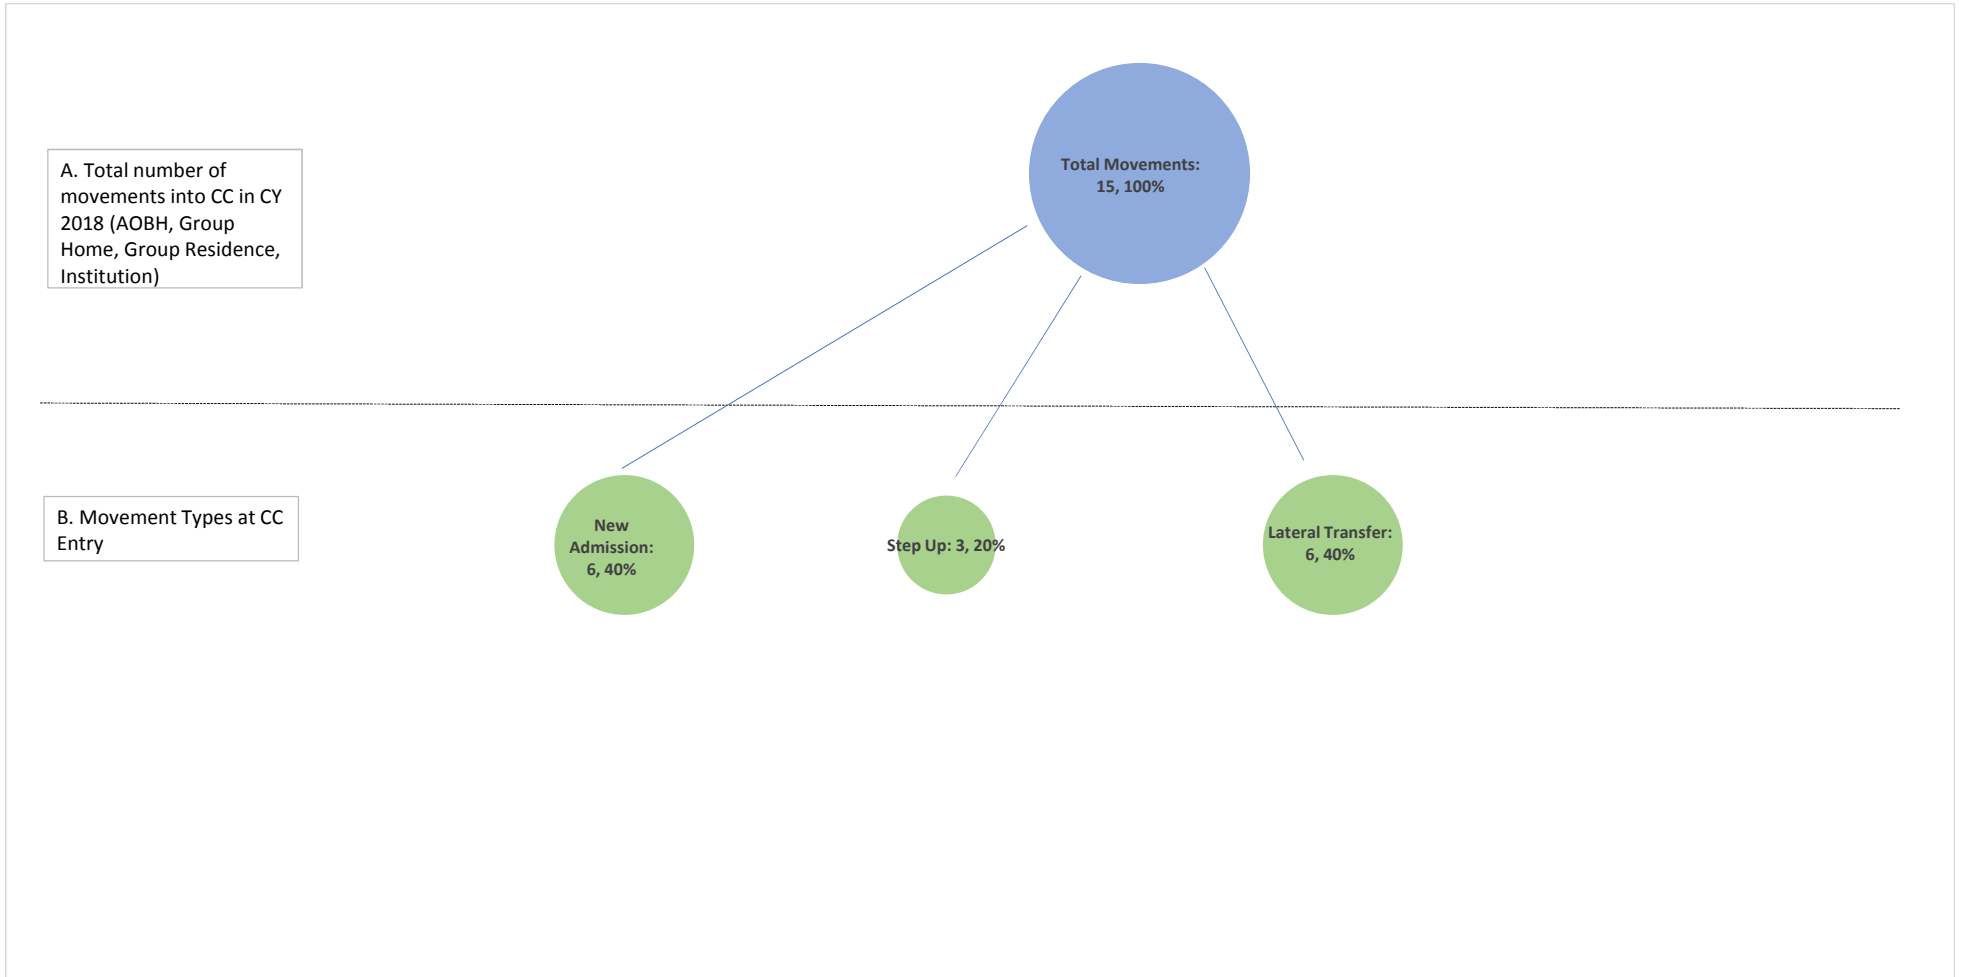 Total Movements:
15, 100%
A. Total number of
movements into CC in CY
2018 (AOBH, Group
Home, Group Residence,
Institution)
B. Movement Types at CC
Entry
New
Admission:
6, 40%
Step Up: 3, 20%
Lateral Transfer:
6, 40%